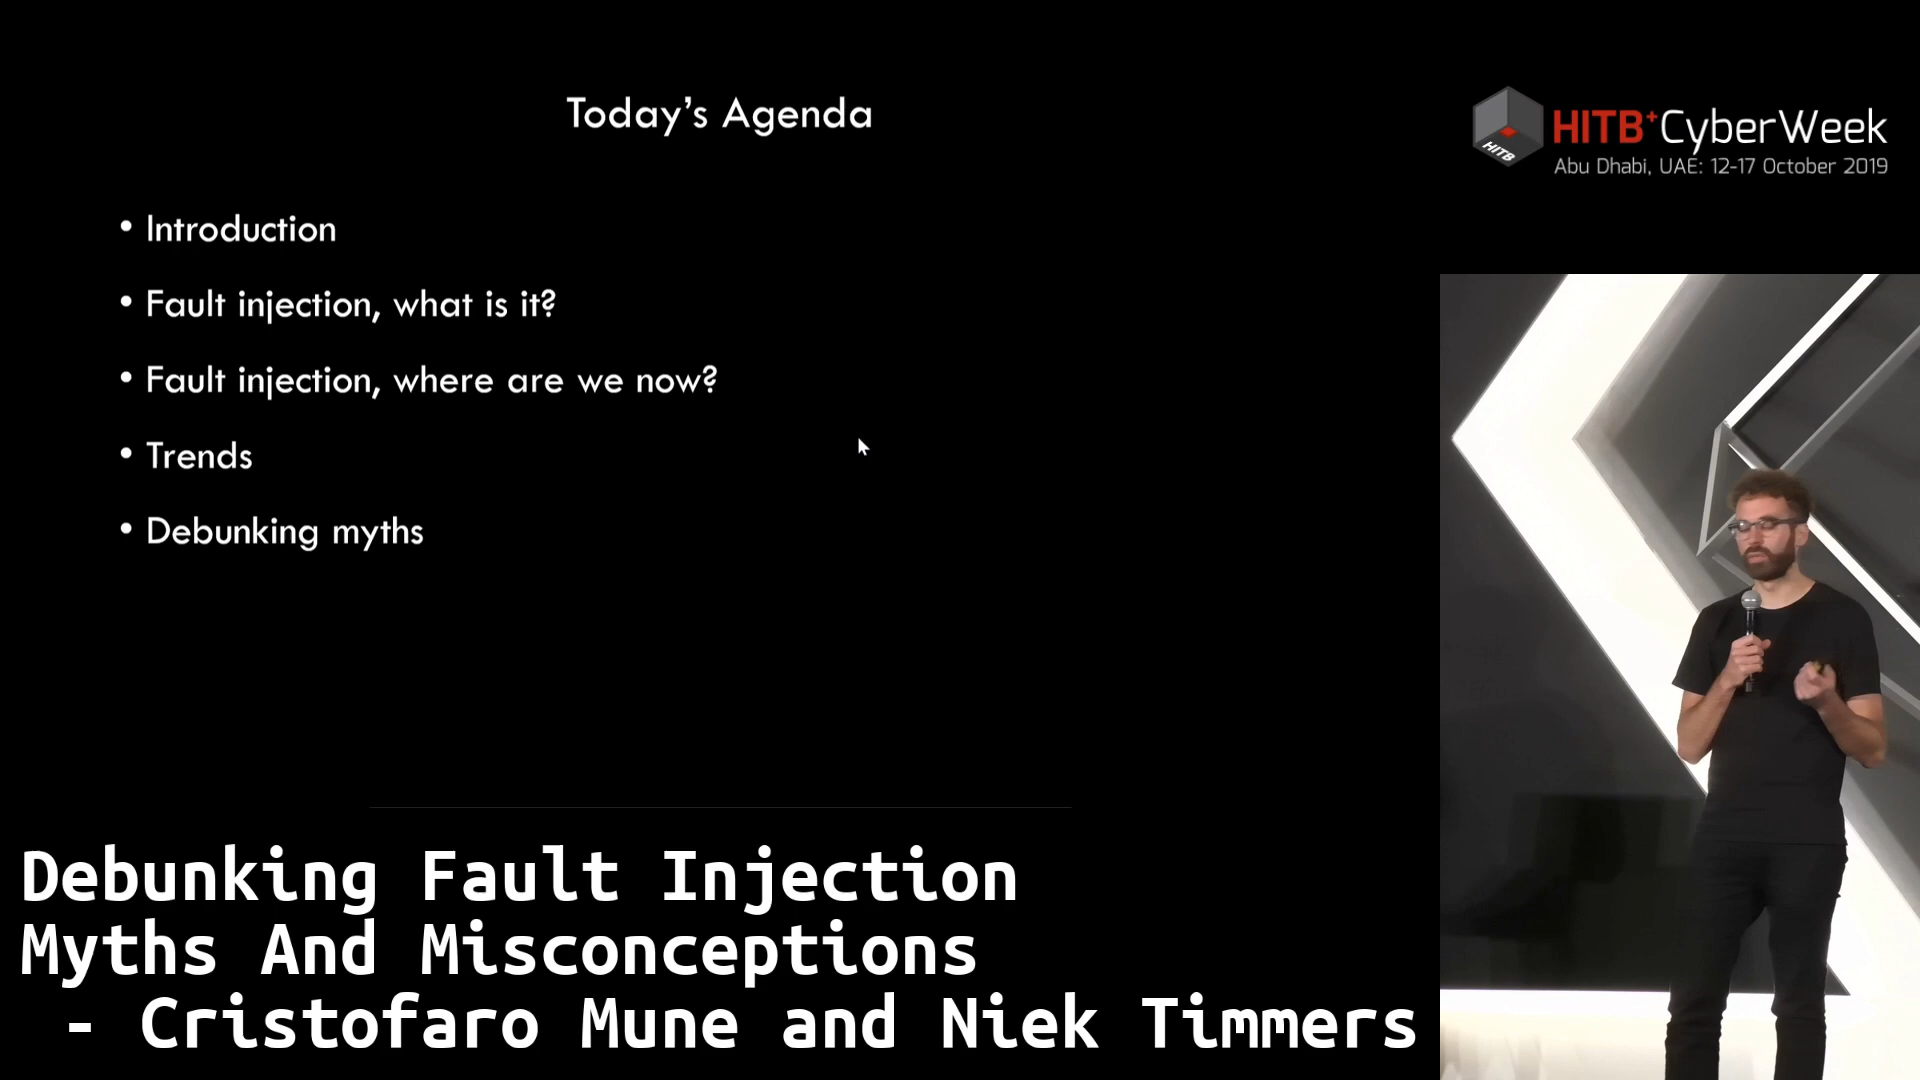 Today’s Agenda
• Introduction
• Fault injection, what is it?
• Fault injection, where are we now?
• Trends
• Debunking myths
HITB
HITB+CyberWeek
Abu Dhabi, UAE: 12-17 October 2019
Debunking Fault Injection
Myths And Misconceptions
- Cristofaro Mune and Niek Timmers